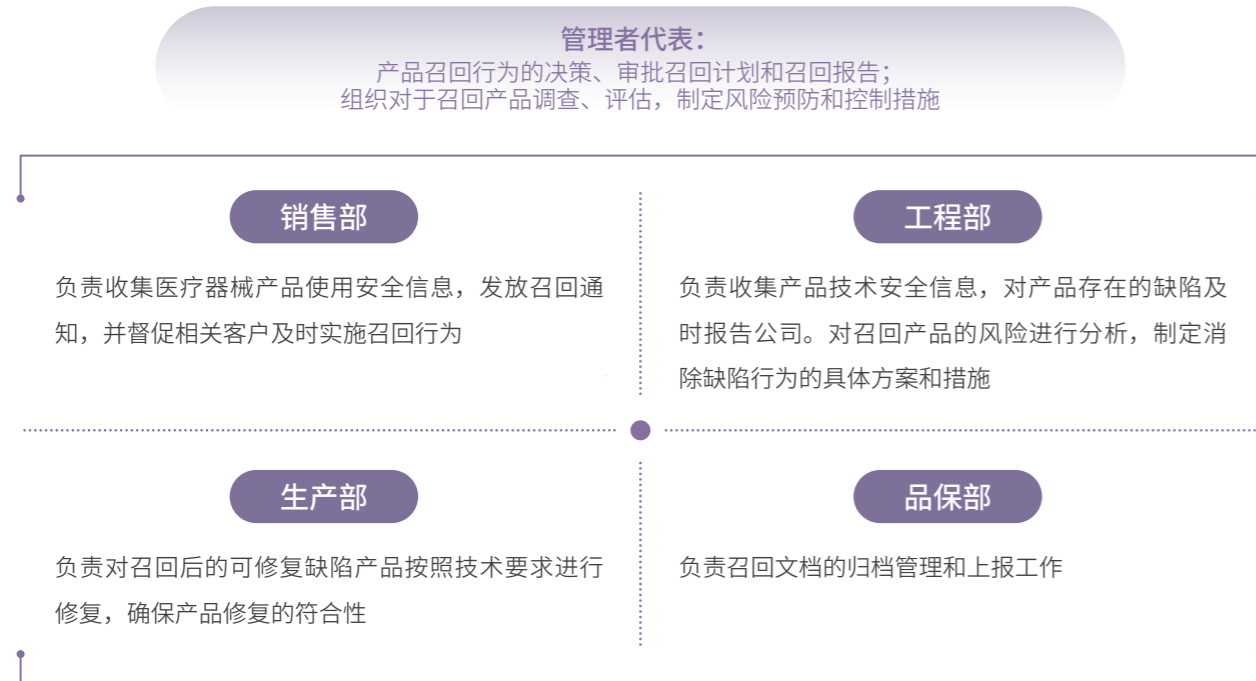 管理者代表：
产品召回行为的决策、审批召回计划和召回报告；
组织对于召回产品调查、评估，制定风险预防和控制措施
销售部
负责收集医疗器械产品使用安全信息，发放召回通
知，并督促相关客户及时实施召回行为
工程部
负责收集产品技术安全信息，对产品存在的缺陷及
时报告公司。对召回产品的风险进行分析，制定消
除缺陷行为的具体方案和措施
生产部
负责对召回后的可修复缺陷产品按照技术要求进行
修复，确保产品修复的符合性
品保部
负责召回文档的归档管理和上报工作